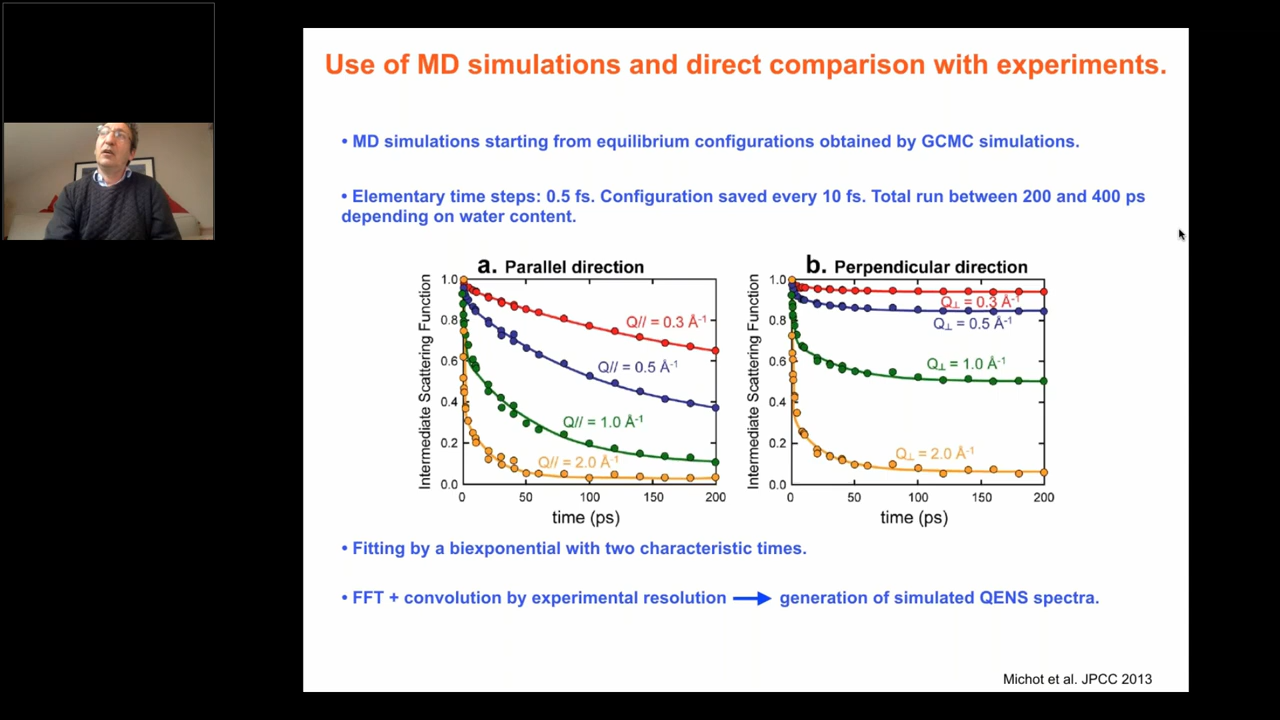 Use of MD simulations and direct comparison with experiments.
• MD simulations starting from equilibrium configurations obtained by GCMC simulations.
• Elementary time steps: 0.5 fs. Configuration saved every 10 fs. Total run between 200 and 400 ps
depending on water content.
a. Parallel direction
Intermediate Scattering Function
1.0
0.8
0.6
0.4
0.2
0.0
Q// = 0.3 Å-1
Q// = 0.5 Å-1
Q// = 1.0 Å-1
Q// = 2.0 Å-1
0 50 100 150 200
time (ps)
b. Perpendicular direction
Intermediate Scattering Function
1.0
0.8
0.6
0.4
0.2
0.0
Q⊥ = 0.3 Å-1
Q⊥ = 0.5 Å-1
Q⊥ = 1.0 Å-1
Q⊥ = 2.0 Å-1
0 50 100 150 200
time (ps)
• Fitting by a biexponential with two characteristic times.
• FFT + convolution by experimental resolution → generation of simulated QENS spectra.
Michot et al. JPCC 2013